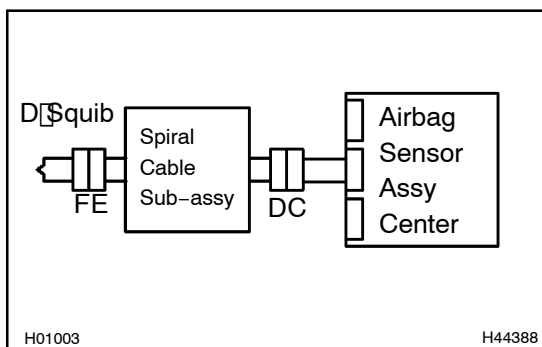 D▯Squib
Spiral
Cable
Sub−assy
FE
DC
Airbag
Sensor
Assy
Center
H01003
H44388